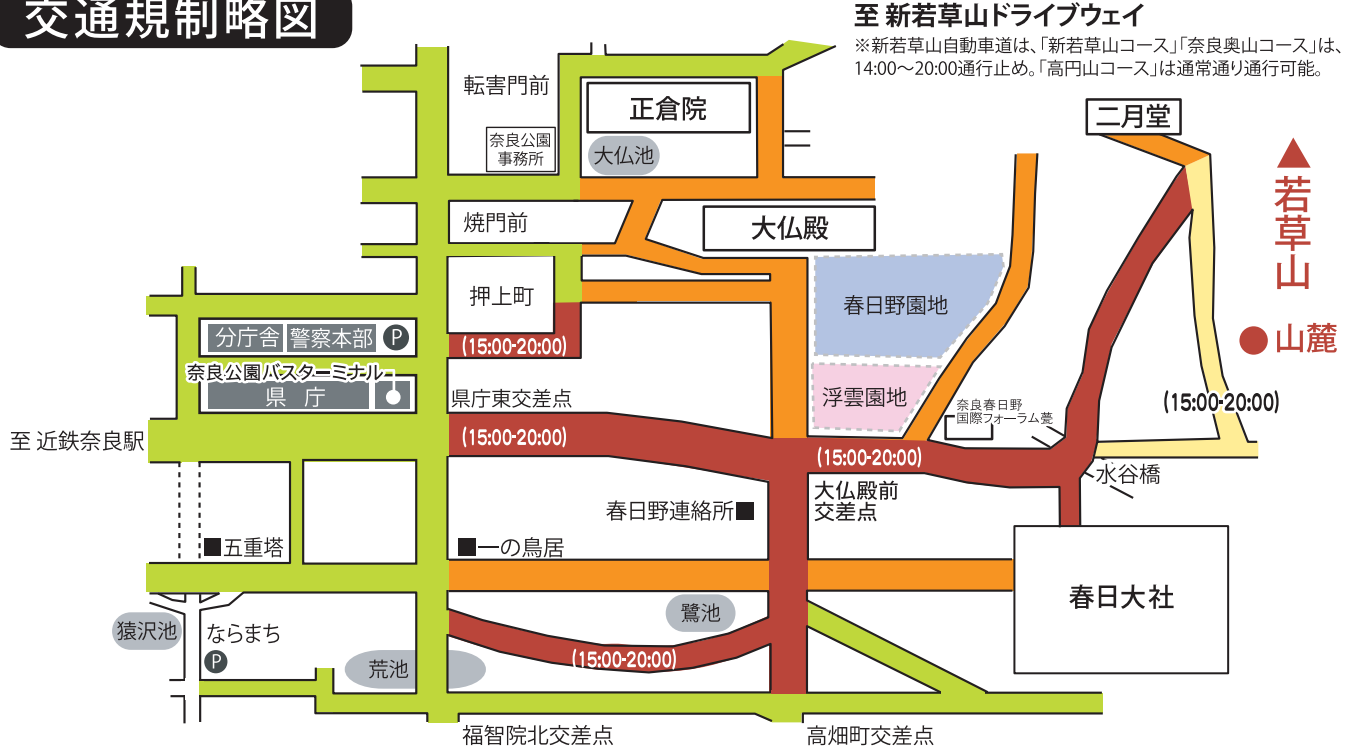 交通規制略図
至 新若草山ドライブウェイ
※新若草山自動車道は、「新若草山コース」「奈良奥山コース」は、
14:00～20:00通行止め。「高円山コース」は通常通り通行可能。
転害門前
正倉院
二月堂
奈良公園
事務所
大仏池
▲若草山
焼門前
大仏殿
押上町
春日野園地
分庁舎
警察本部
P
(15:00-20:00)
●山麓
奈良公園バスターミナル
県庁
県庁東交差点
浮雲園地
奈良春日野
国際フォーラム甍
(15:00-20:00)
至 近鉄奈良駅
(15:00-20:00)
(15:00-20:00)
水谷橋
大仏殿前
交差点
春日野連絡所■
■五重塔
■一の鳥居
春日大社
鷺池
猿沢池
ならまち
P
荒池
(15:00-20:00)
福智院北交差点
高畑町交差点